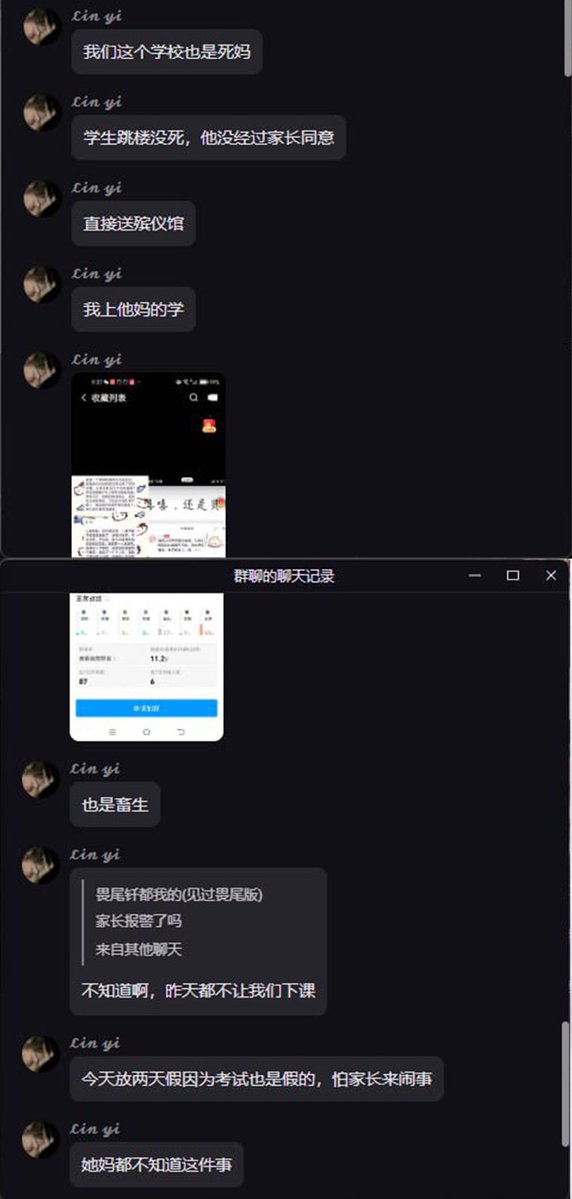 Lin yi
我们这个学校也是死妈
Lin yi
学生跳楼没死，他没经过家长同意
Lin yi
直接送殡仪馆
Lin yi
我上他妈的学
Lin yi
收藏列表
还是
群聊的聊天记录
11.2
87
6
Lin yi
也是畜生
Lin yi
畏尾钎都我的(见过畏尾版)
家长报警了吗
来自其他聊天
不知道啊，昨天都不让我们下课
Lin yi
今天放两天假因为考试也是假的，怕家长来闹事
Lin yi
她妈都不知道这件事